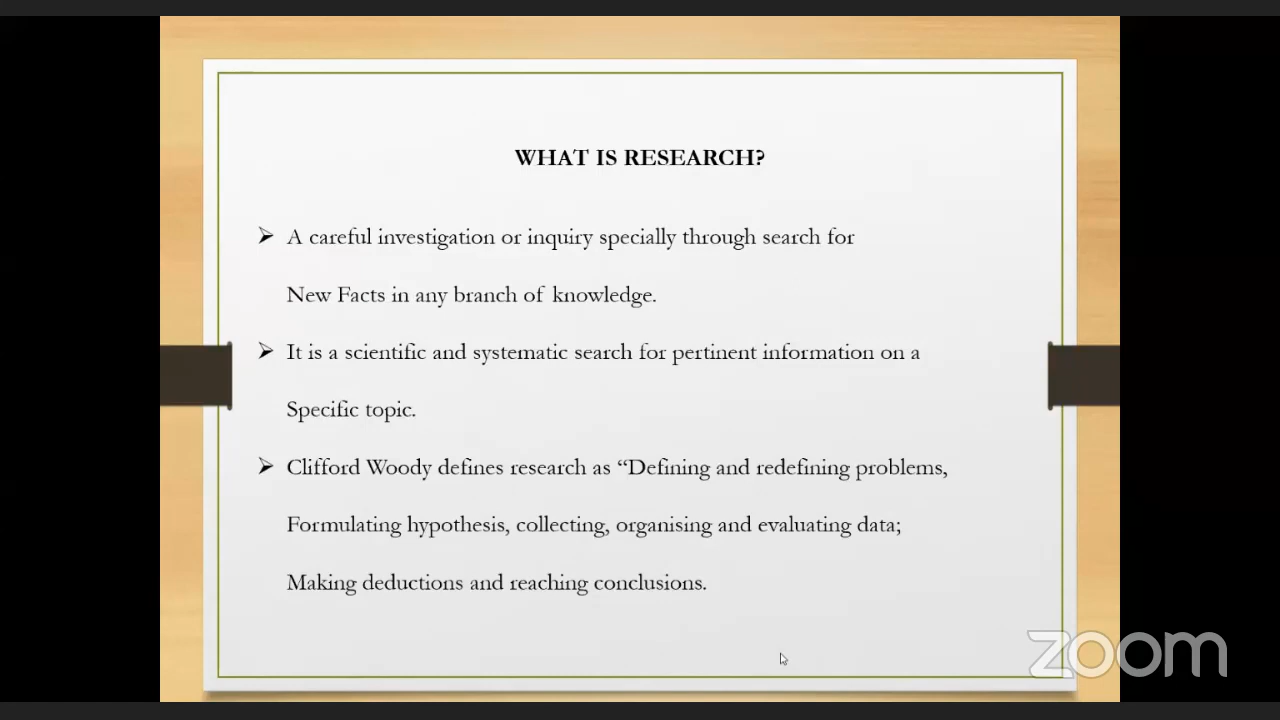 WHAT IS RESEARCH?
➢ A careful investigation or inquiry specially through search for
New Facts in any branch of knowledge.
➢ It is a scientific and systematic search for pertinent information on a
Specific topic.
➢ Clifford Woody defines research as “Defining and redefining problems,
Formulating hypothesis, collecting, organising and evaluating data;
Making deductions and reaching conclusions.
zoom